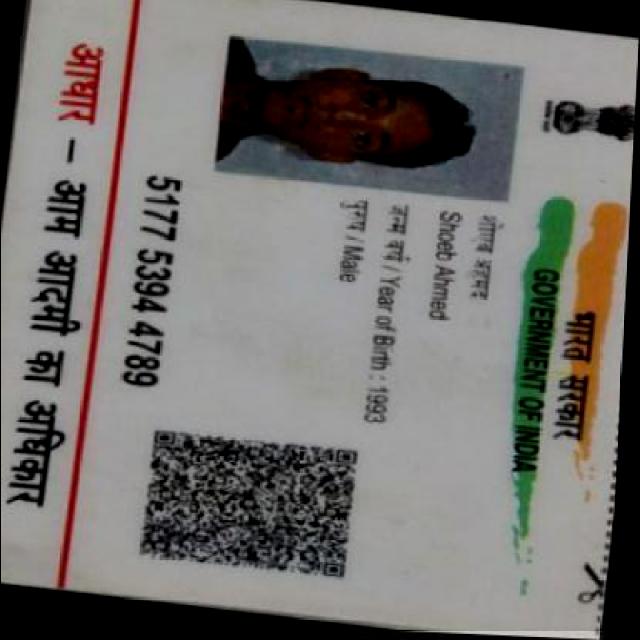 भारत सरकार
GOVERNMENT OF INDIA
शोएब अहमद
Shoeb Ahmad
जन्म वर्ष / Year of Birth : 1993
पुरुष / Male
5177 5394 4789
आधार – आम आदमी का अधिकार